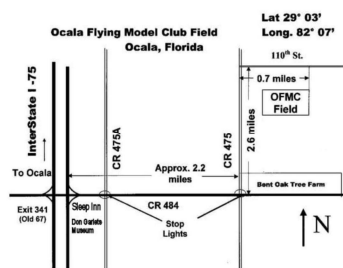 Ocala Flying Model Club Field
Ocala, Florida
Lat 29° 03'
Long. 82° 07'
110th St.
0.7 miles
OFMC
Field
InterState I -75
CR 475A
CR 475
2.6 miles
To Ocala
Approx. 2.2
miles
Bent Oak Tree Farm
Exit 341
(Old 67)
Sleep Inn
Don Garlets
Museum
CR 484
Stop
Lights
N